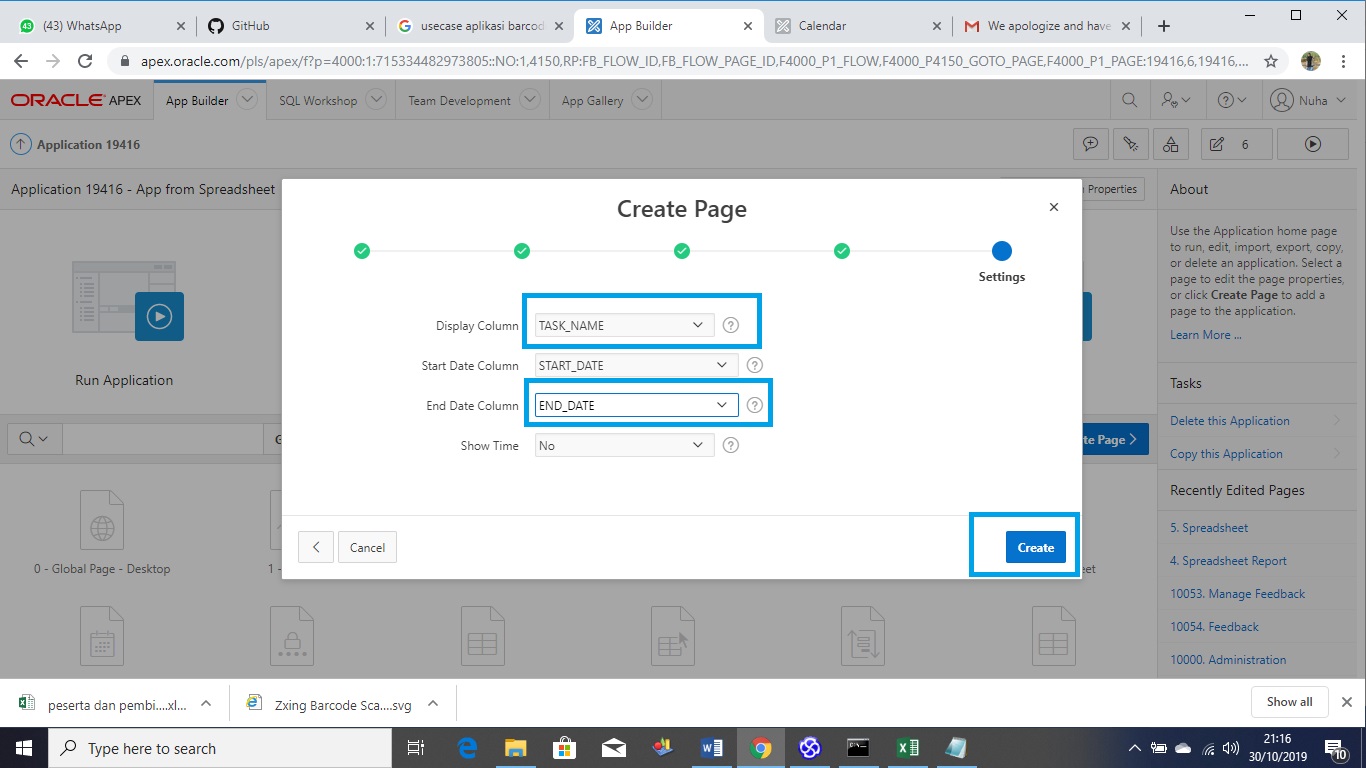 (43) WhatsApp
GitHub
usecase aplikasi barcod
App Builder
Calendar
We apologize and have
apex.oracle.com/pls/apex/f?p=4000:1:715334482973805::NO:1,4150,RP:FB_FLOW_ID,FB_FLOW_PAGE_ID,F4000_P1_FLOW,F4000_P4150_GOTO_PAGE,F4000_P1_PAGE:19416,6,19416,...
ORACLE APEX
App Builder
SQL Workshop
Team Development
App Gallery
Nuha
Application 19416
6
Application 19416 - App from Spreadsheet
Properties
About
Create Page
Settings
Use the Application home page
to run, edit, import, export, copy,
or delete an application. Select a
page to edit the page properties,
or click Create Page to add a
page to the application.
Learn More ...
Display Column
TASK_NAME
Start Date Column
START_DATE
End Date Column
END_DATE
Show Time
No
Run Application
Tasks
Delete this Application
Copy this Application
te Page
Recently Edited Pages
5. Spreadsheet
4. Spreadsheet Report
10053. Manage Feedback
10054. Feedback
10000. Administration
Cancel
Create
0 - Global Page - Desktop
1 -
et
peserta dan pembi....xl...
Zxing Barcode Sca....svg
Show all
Type here to search
21:16
30/10/2019
10